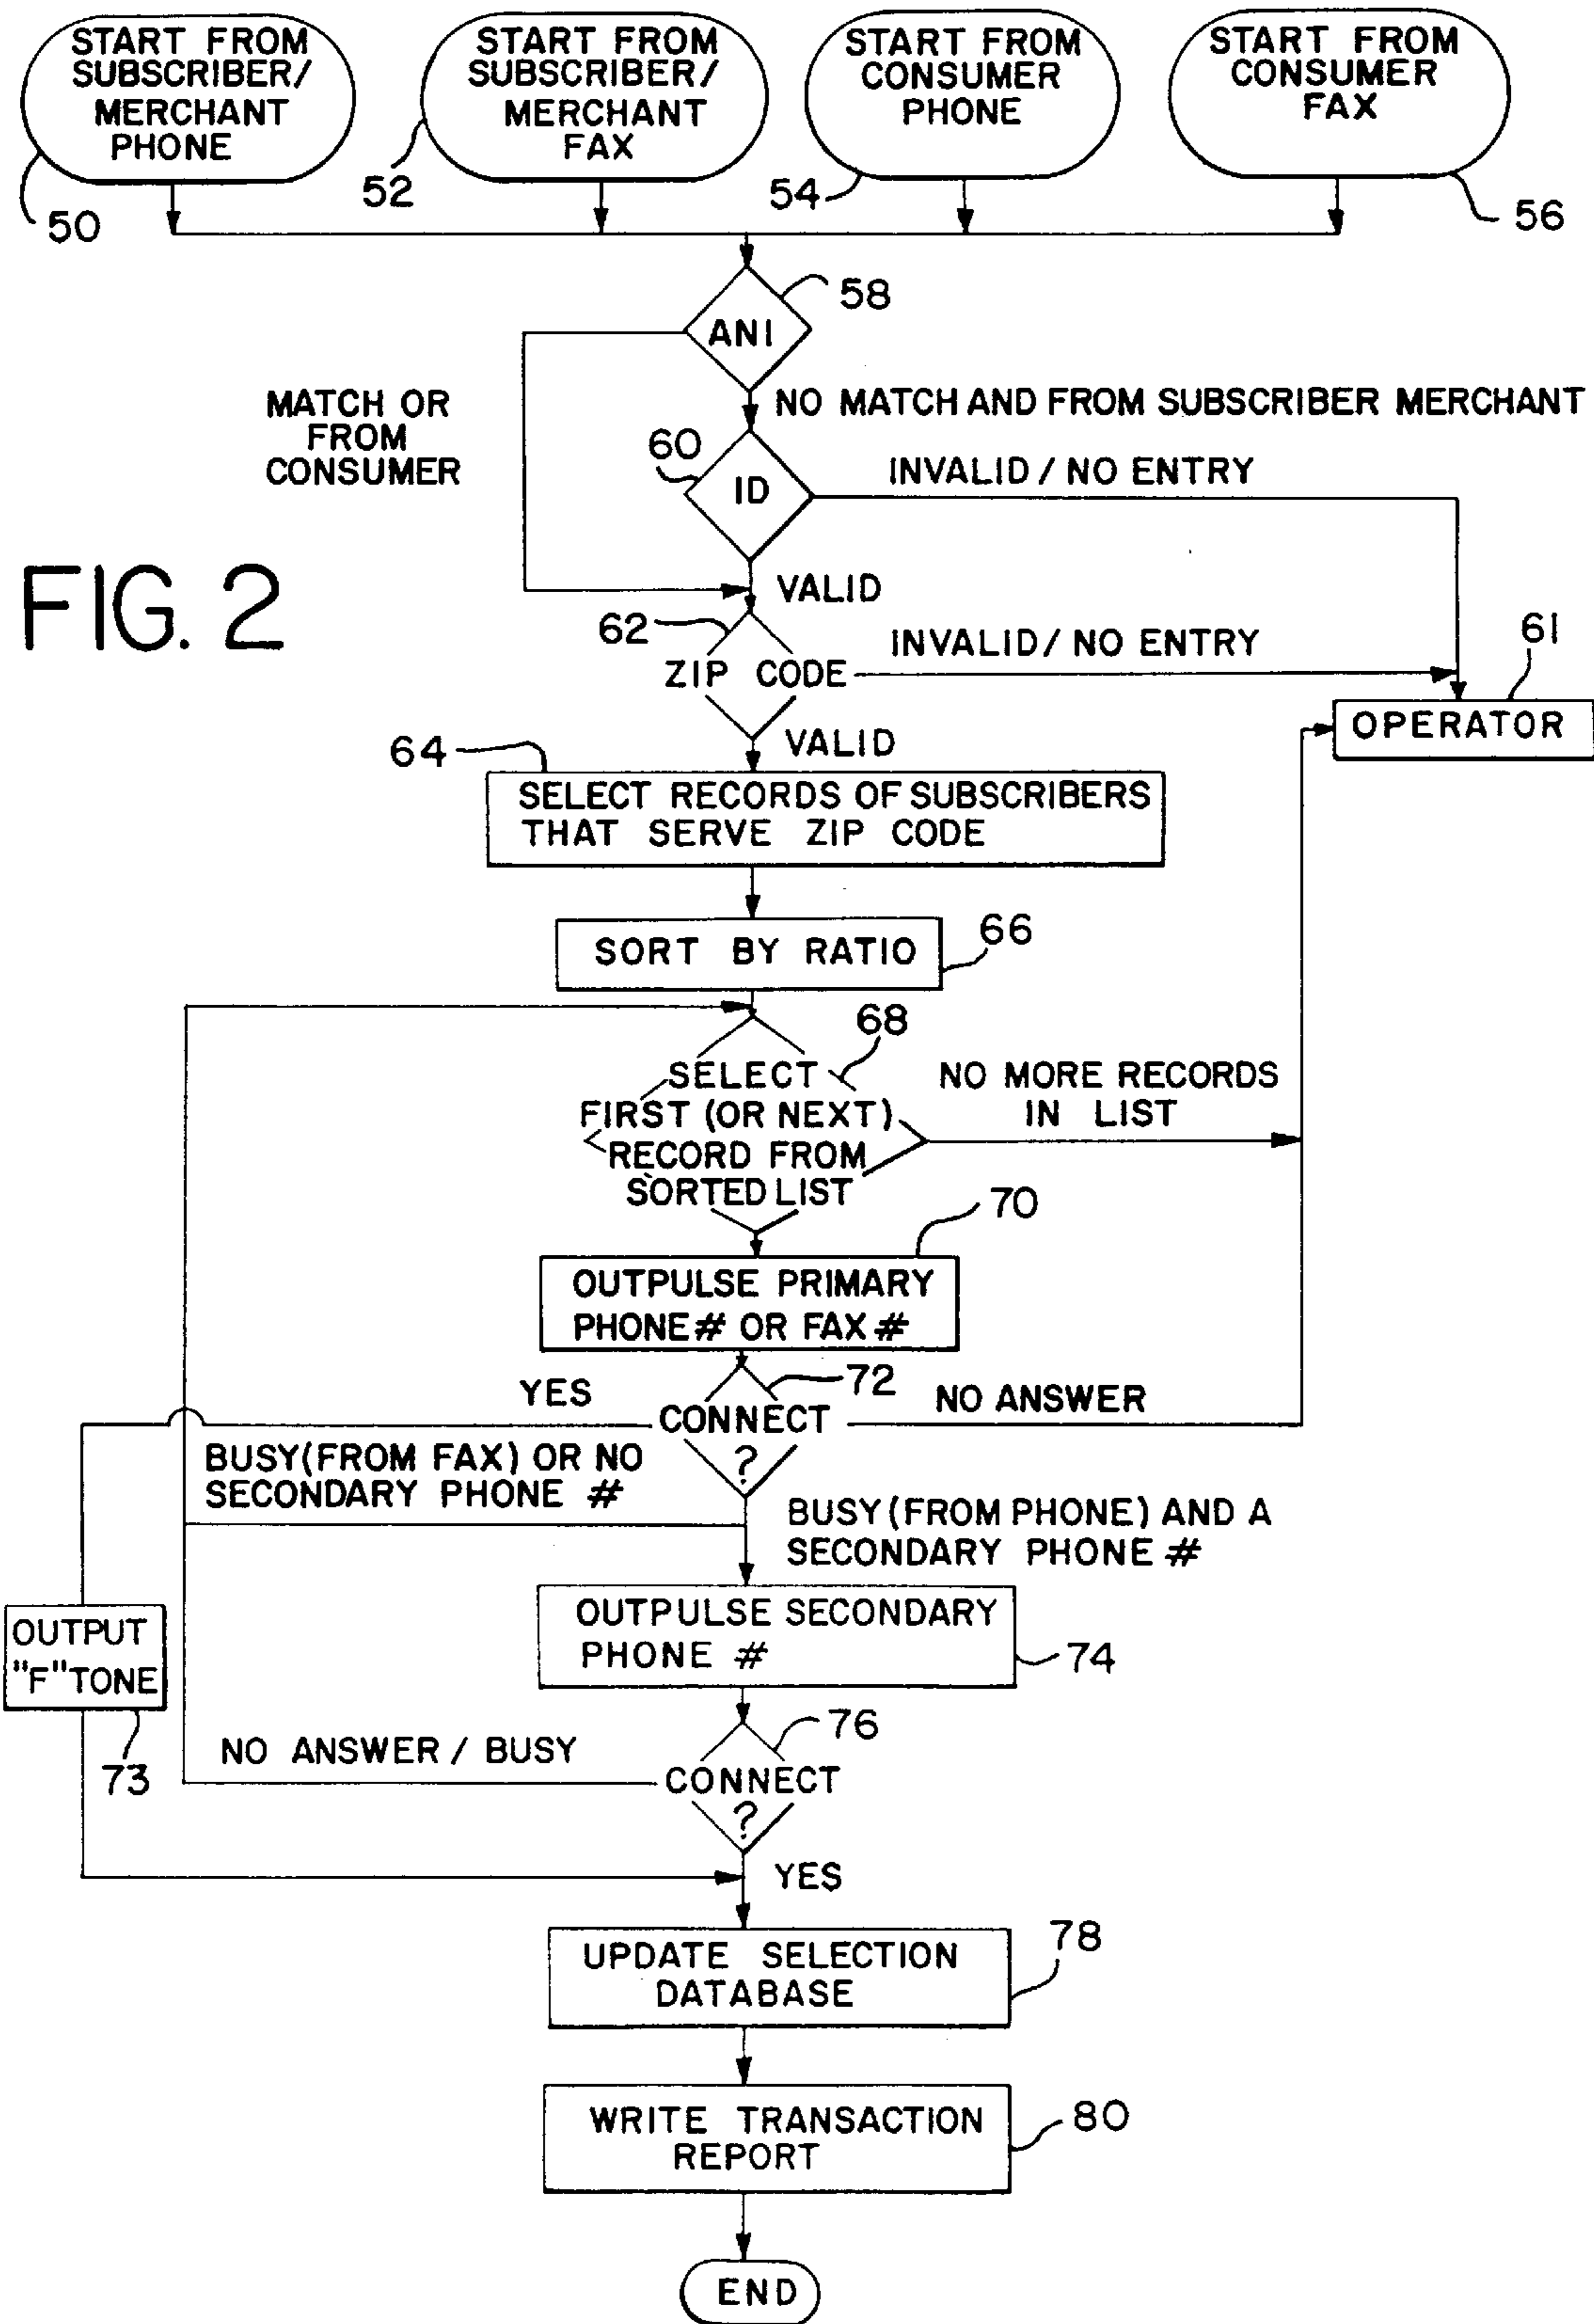 START FROM
SUBSCRIBER/
MERCHANT
PHONE
50
START FROM
SUBSCRIBER/
MERCHANT
FAX
52
START FROM
CONSUMER
PHONE
54
START FROM
CONSUMER
FAX
56
ANI
58
MATCH OR
FROM
CONSUMER
NO MATCH AND FROM SUBSCRIBER MERCHANT
60
ID
INVALID / NO ENTRY
FIG. 2
VALID
62
ZIP CODE
INVALID / NO ENTRY
61
OPERATOR
VALID
64
SELECT RECORDS OF SUBSCRIBERS
THAT SERVE ZIP CODE
SORT BY RATIO
66
68
SELECT
FIRST (OR NEXT)
RECORD FROM
SORTED LIST
NO MORE RECORDS
IN LIST
70
OUTPULSE PRIMARY
PHONE # OR FAX #
72
YES
CONNECT
?
NO ANSWER
BUSY (FROM FAX) OR NO
SECONDARY PHONE #
BUSY (FROM PHONE) AND A
SECONDARY PHONE #
OUTPUT
"F" TONE
73
OUTPULSE SECONDARY
PHONE #
74
76
NO ANSWER / BUSY
CONNECT
?
YES
UPDATE SELECTION
DATABASE
78
WRITE TRANSACTION
REPORT
80
END